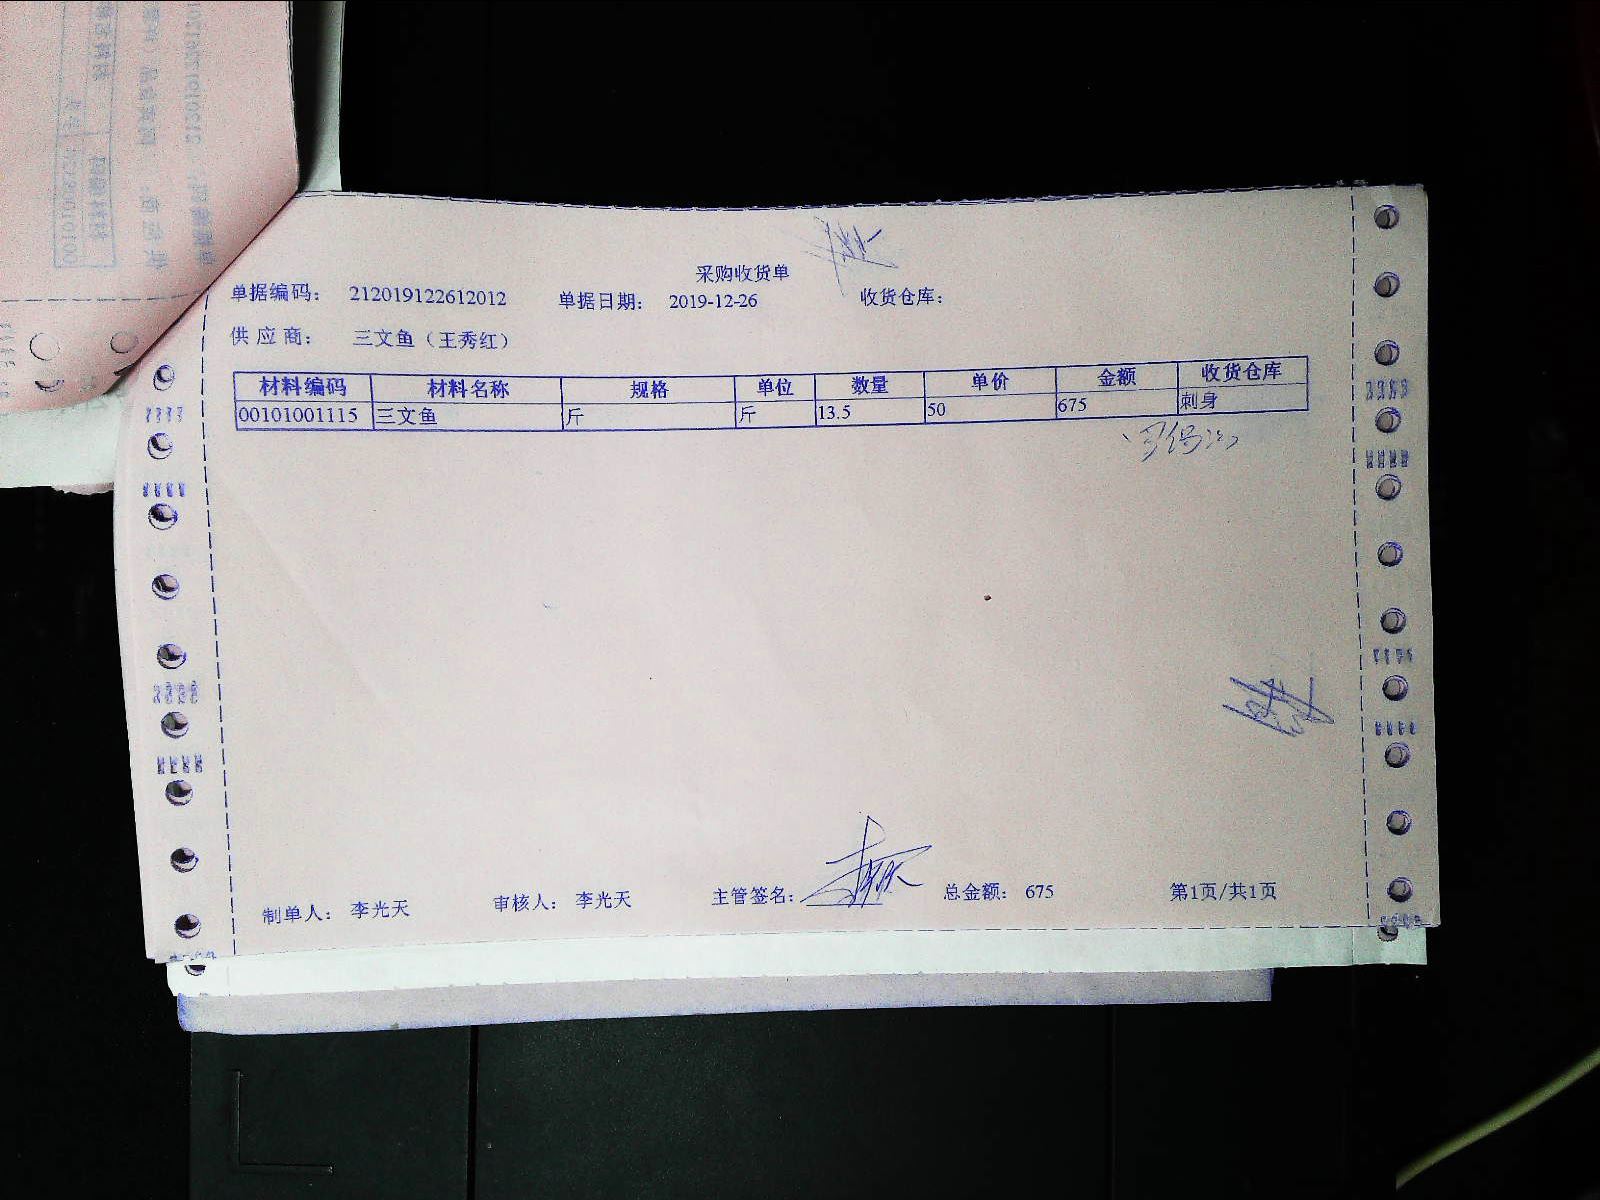 采购收货单
单据编码： 212019122612012 单据日期： 2019-12-26 收货仓库：
供应商： 三文鱼（王秀红）
材料编码 材料名称 规格 单位 数量 单价 金额 收货仓库
00101001115 三文鱼 斤 斤 13.5 50 675 刺身
制单人： 李光天 审核人： 李光天 主管签名： 总金额： 675 第1页/共1页